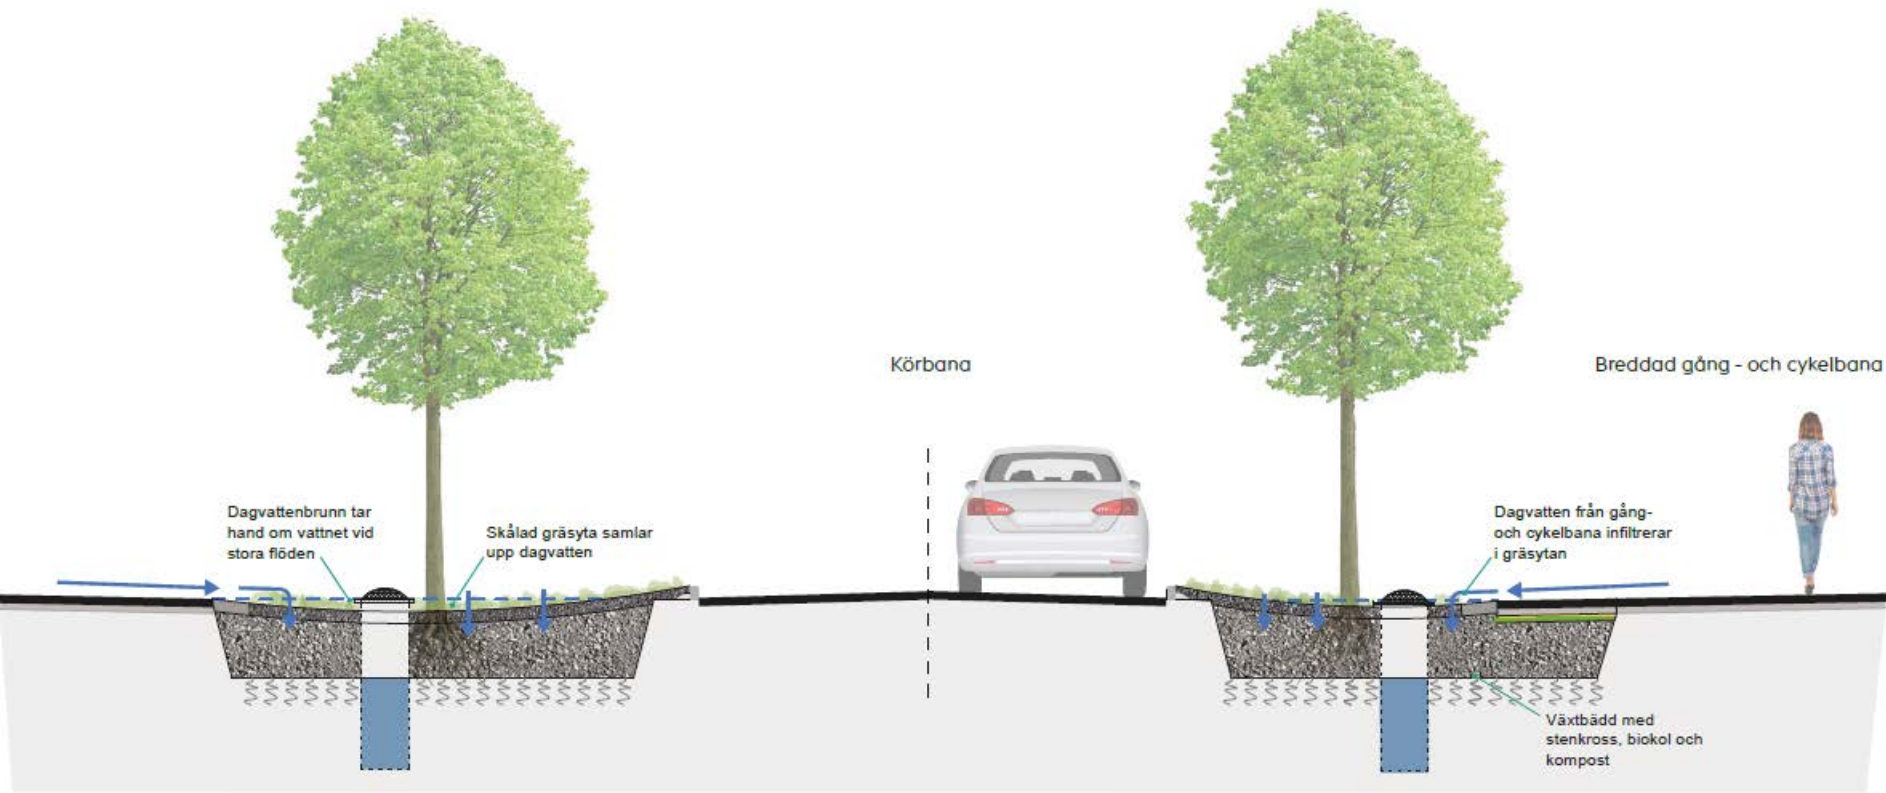 Körbana
Breddad gång - och cykelbana
Dagvattenbrunn tar
hand om vattnet vid
stora flöden
Skålad gräsyta samlar
upp dagvatten
Dagvatten från gång-
och cykelbana infiltrerar
i gräsytan
Växtbädd med
stenkross, biokol och
kompost